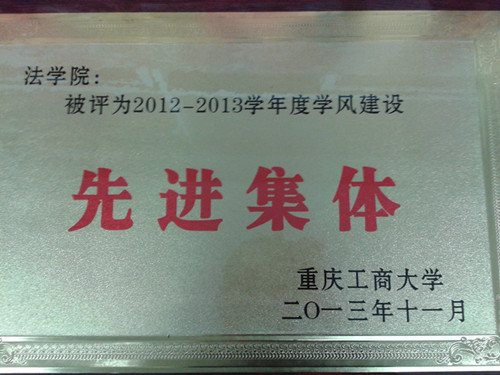 法学院：
被评为2012-2013学年度学风建设
先进集体
重庆工商大学
二〇一三年十一月